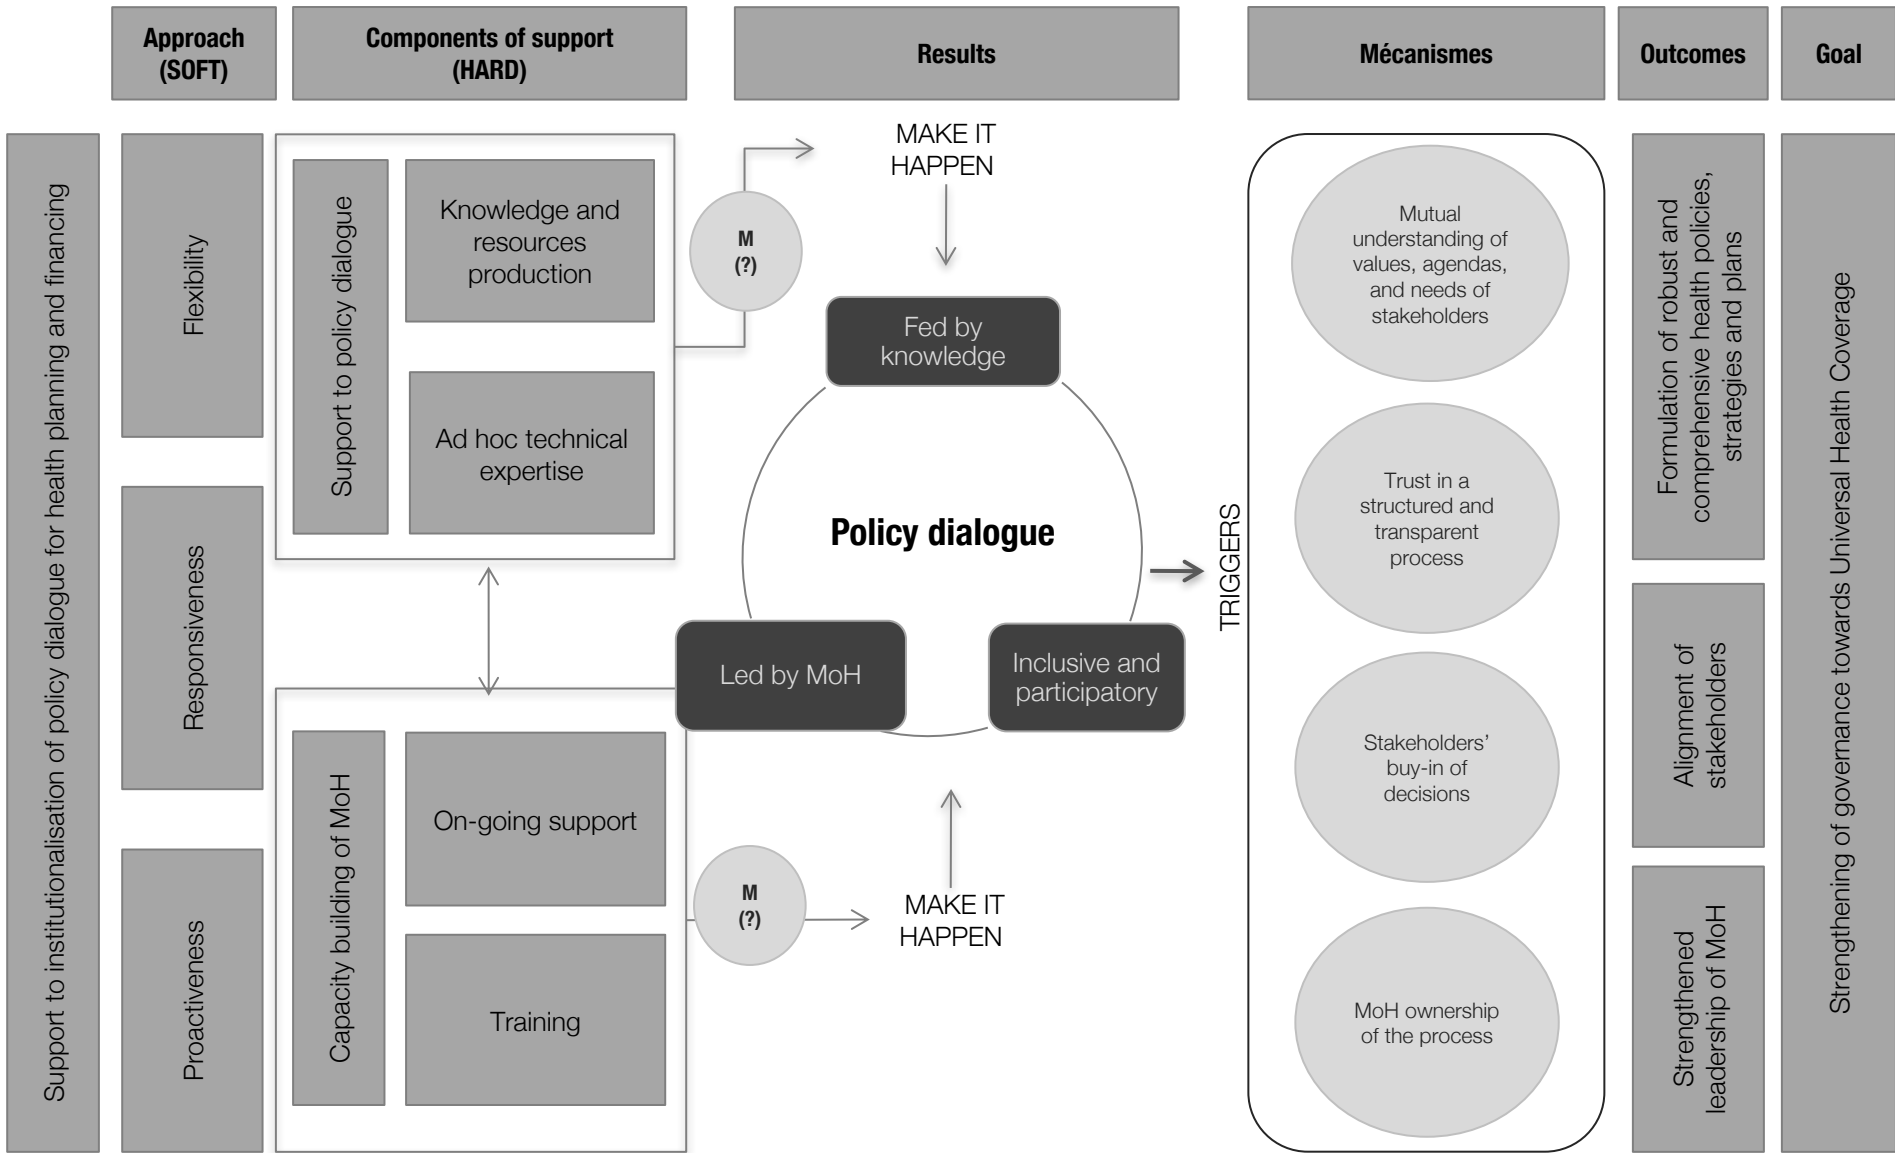 Approach
(SOFT)
Components of support
(HARD)
Results
Mécanismes
Outcomes
Goal
Support to institutionalisation of policy dialogue for health planning and financing
Flexibility
Responsiveness
Proactiveness
Support to policy dialogue
Knowledge and
resources
production
Ad hoc technical
expertise
Capacity building of MoH
On-going support
Training
M
(?)
MAKE IT
HAPPEN
Fed by
knowledge
Policy dialogue
Led by MoH
Inclusive and
participatory
M
(?)
MAKE IT
HAPPEN
TRIGGERS
Mutual
understanding of
values, agendas,
and needs of
stakeholders
Trust in a
structured and
transparent
process
Stakeholders’
buy-in of
decisions
MoH ownership
of the process
Formulation of robust and
comprehensive health policies,
strategies and plans
Alignment of
stakeholders
Strengthened
leadership of MoH
Strengthening of governance towards Universal Health Coverage